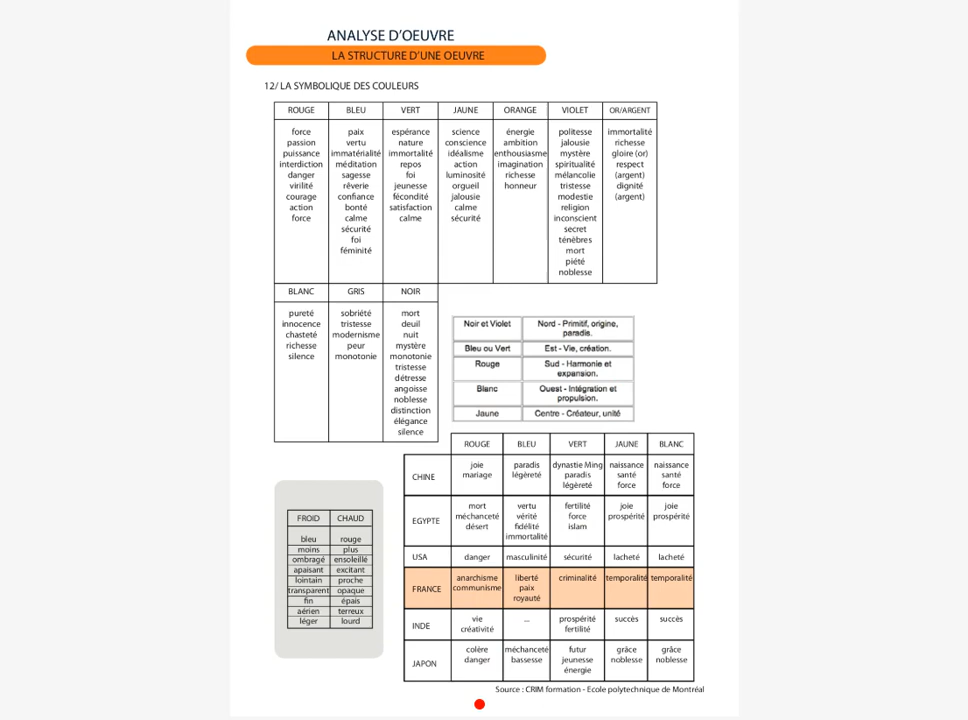 ANALYSE D'OEUVRE
LA STRUCTURE D'UNE OEUVRE
12/ LA SYMBOLIQUE DES COULEURS
ROUGE BLEU VERT JAUNE ORANGE VIOLET OR/ARGENT
force paix espérance science énergie politesse immortalité
passion vertu nature conscience ambition jalousie richesse
puissance immatérialité immortalité idéalisme enthousiasme mystère gloire (or)
interdiction méditation repos action imagination spiritualité respect
danger sagesse foi luminosité richesse mélancolie (argent)
virilité rêverie jeunesse orgueil honneur tristesse dignité
courage confiance fécondité jalousie modestie (argent)
action bonté satisfaction calme religion
force calme calme sécurité inconscient
sécurité secret
foi ténèbres
féminité mort
piété
noblesse
BLANC GRIS NOIR
pureté sobriété mort
innocence tristesse deuil
chasteté modernisme nuit
richesse peur mystère
silence monotonie monotonie
tristesse
détresse
angoisse
noblesse
distinction
élégance
silence
Noir et Violet Nord - Primitif, origine,
paradis.
Bleu ou Vert Est - Vie, création.
Rouge Sud - Harmonie et
expansion.
Blanc Ouest - Intégration et
propulsion.
Jaune Centre - Créateur, unité
ROUGE BLEU VERT JAUNE BLANC
CHINE
joie paradis dynastie Ming naissance naissance
mariage légèreté paradis santé santé
légèreté force force
EGYPTE
mort vertu fertilité joie joie
méchanceté vérité force prospérité prospérité
désert fidélité islam
immortalité
USA danger masculinité sécurité lacheté lacheté
FRANCE
anarchisme liberté criminalité temporalité temporalité
communisme paix
royauté
INDE
vie ... prospérité succès succès
créativité fertilité
JAPON
colère mèchanceté futur grâce grâce
danger bassesse jeunesse noblesse noblesse
énergie
FROID CHAUD
bleu rouge
moins plus
ombragé ensoleillé
apaisant excitant
lointain proche
transparent opaque
fin épais
aérien terreux
léger lourd
Source : CRIM formation - Ecole polytechnique de Montréal